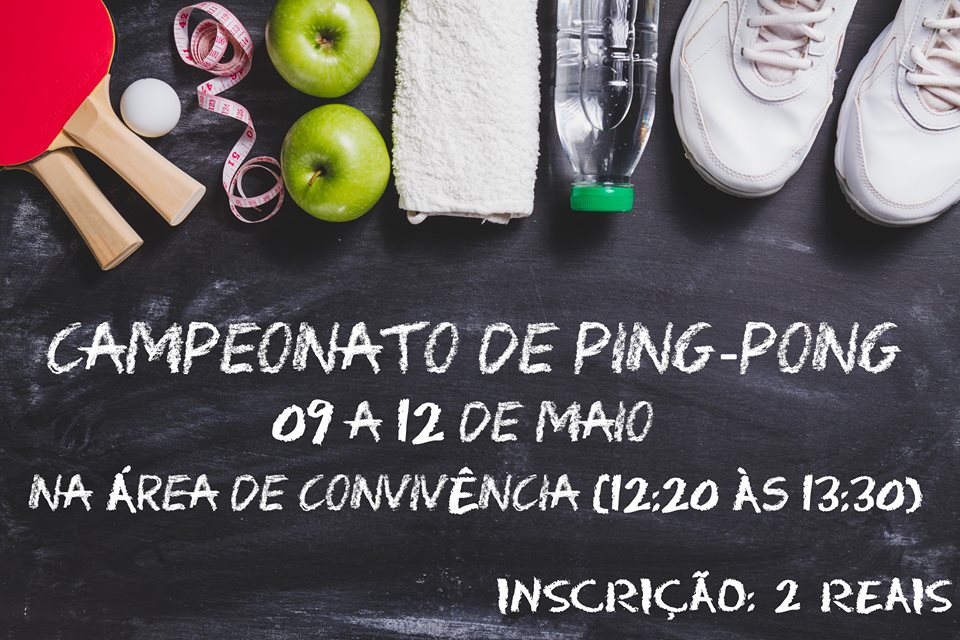 CAMPEONATO DE PING-PONG
09 A 12 DE MAIO
NA ÁREA DE CONVIVÊNCIA (12:20 ÀS 13:30)
INSCRIÇÃO: 2 REAIS